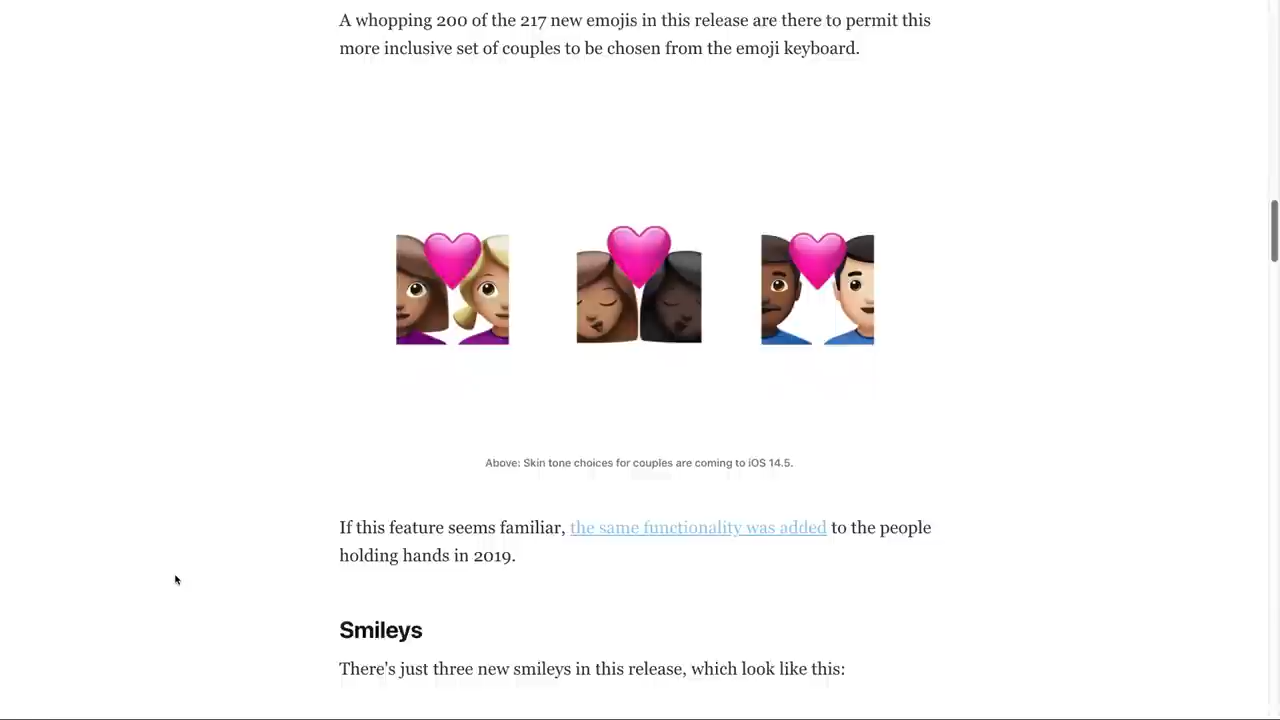 A whopping 200 of the 217 new emojis in this release are there to permit this
more inclusive set of couples to be chosen from the emoji keyboard.
Above: Skin tone choices for couples are coming to iOS 14.5.
If this feature seems familiar, the same functionality was added to the people
holding hands in 2019.
Smileys
There's just three new smileys in this release, which look like this: